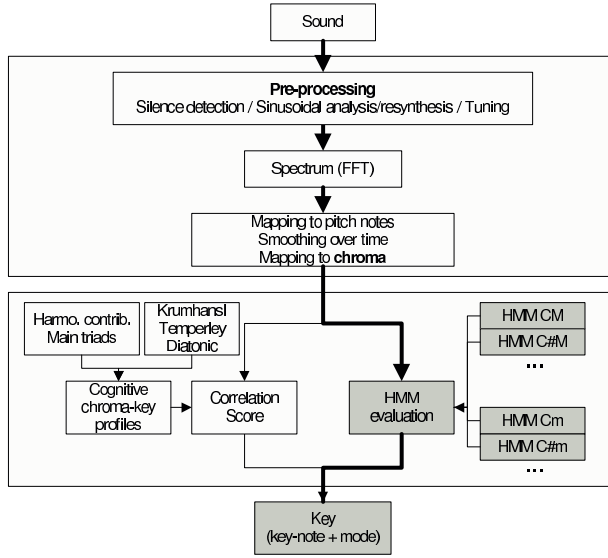 Sound
Pre-processing
Silence detection / Sinusoidal analysis/resynthesis / Tuning
Spectrum (FFT)
Mapping to pitch notes
Smoothing over time
Mapping to chroma
Harmo. contrib.
Main triads
Krumhansl
Temperley
Diatonic
HMM CM
HMM C#M
...
Cognitive
chroma-key
profiles
Correlation
Score
HMM
evaluation
HMM Cm
HMM C#m
...
Key
(key-note + mode)